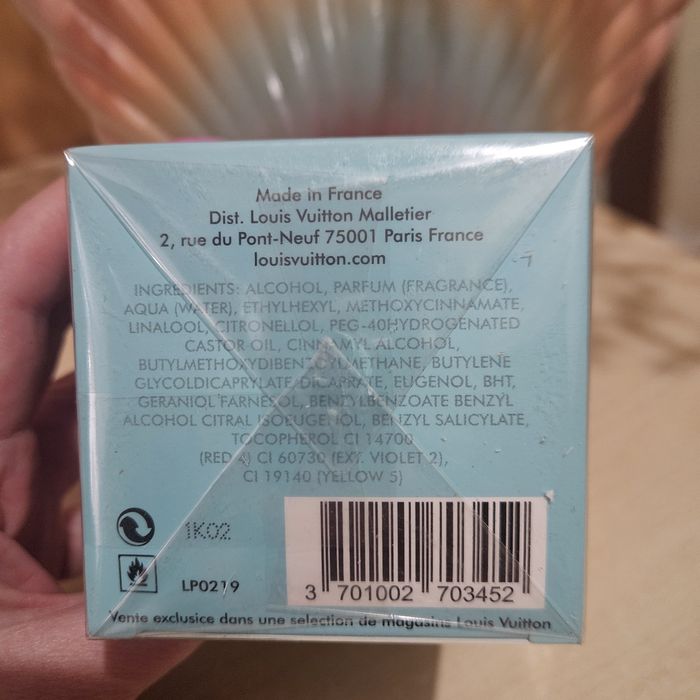 Made in France
Dist. Louis Vuitton Malletier
2, rue du Pont-Neuf 75001 Paris France
louisvuitton.com
INGREDIENTS: ALCOHOL, PARFUM (FRAGRANCE),
AQUA (WATER), ETHYLHEXYL, METHOXYCINNAMATE,
LINALOOL, CITRONELLOL, PEG-40HYDROGENATED
CASTOR OIL, CINNAMYL ALCOHOL,
BUTYLMETHOXYDIBENZOYLMETHANE, BUTYLENE
GLYCOLDICAPRYLATE DICAPRATE, EUGENOL, BHT,
GERANIOL FARNESOL, BENZYLBENZOATE BENZYL
ALCOHOL CITRAL ISOEUGENOL, BENZYL SALICYLATE,
TOCOPHEROL CI 14700
(RED 4) CI 60730 (EXT. VIOLET 2),
CI 19140 (YELLOW 5)
1K02
LP0219
3 701002 703452
Vente exclusice dans une selection de magasins Louis Vuitton